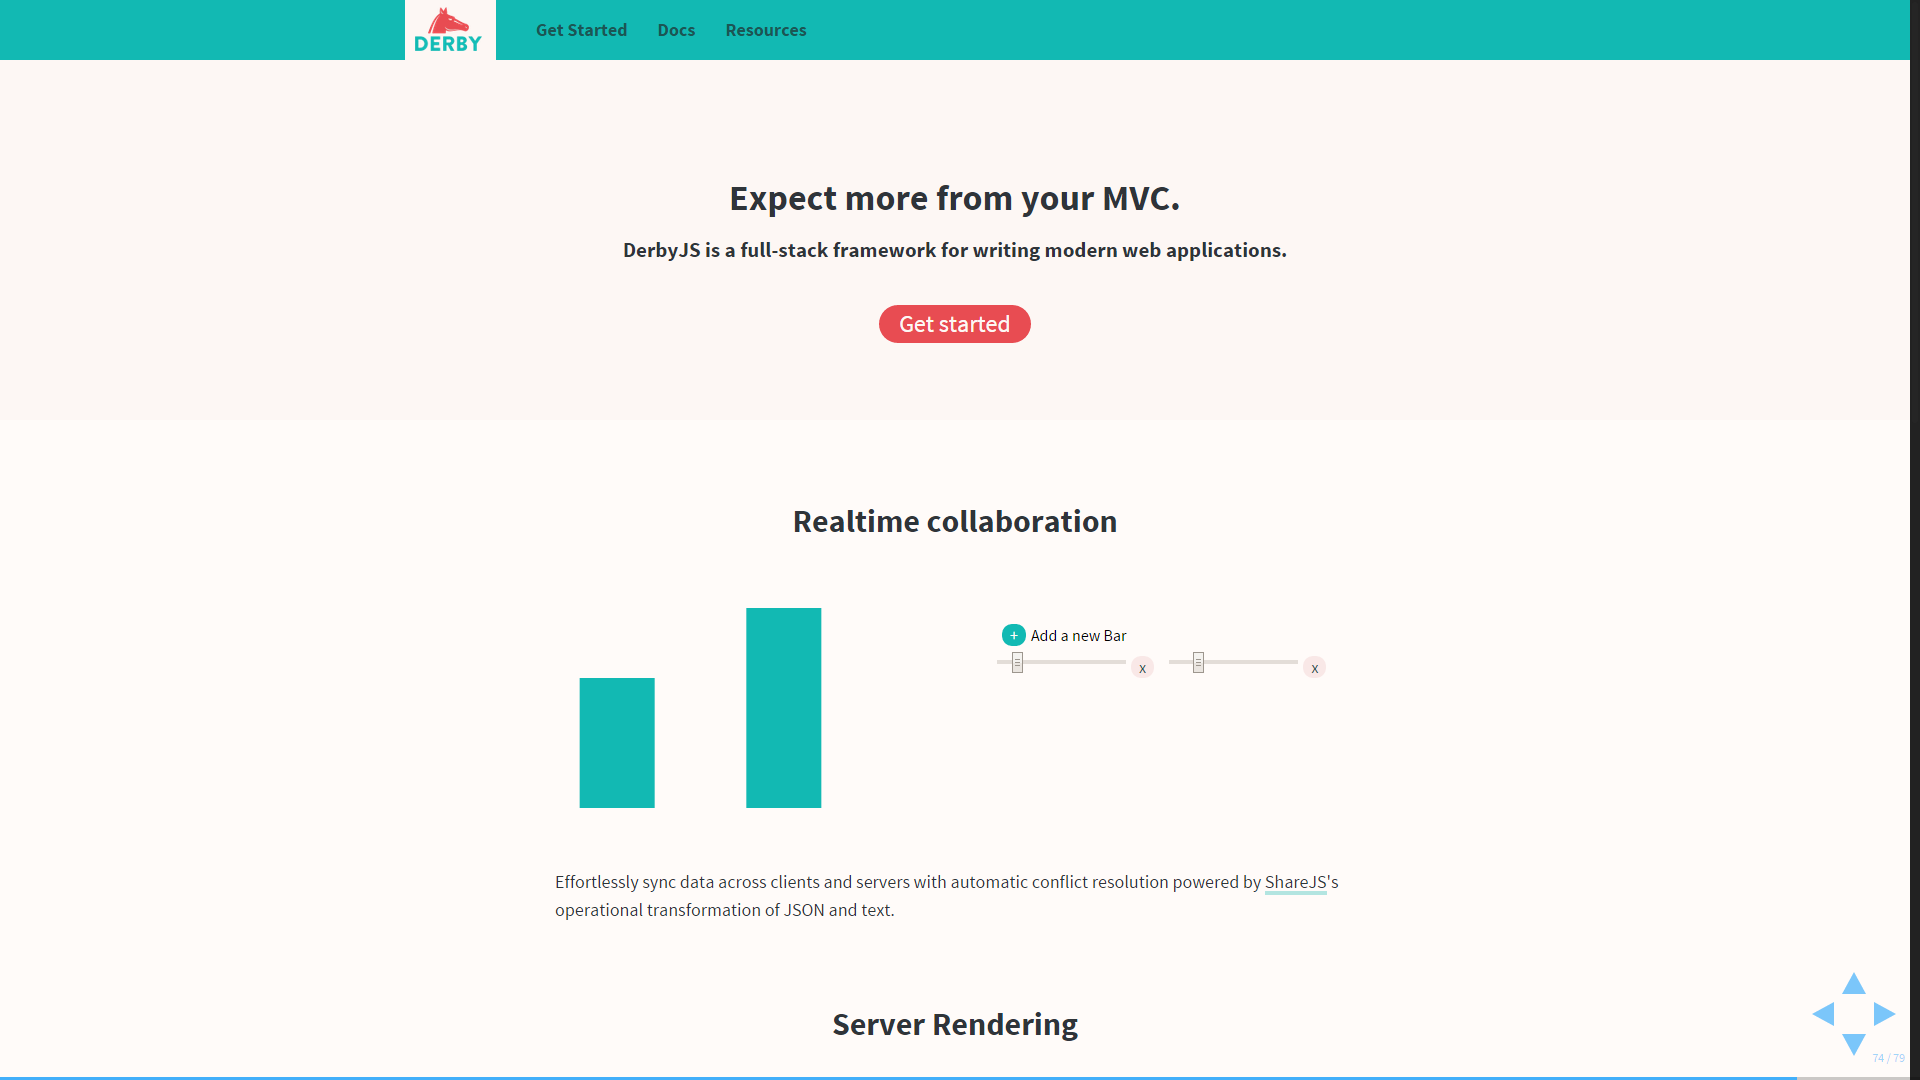 DERBY
Get Started
Docs
Resources
Expect more from your MVC.
DerbyJS is a full-stack framework for writing modern web applications.
Get started
Realtime collaboration
+ Add a new Bar
x
x
Effortlessly sync data across clients and servers with automatic conflict resolution powered by ShareJS's
operational transformation of JSON and text.
Server Rendering
74 / 79